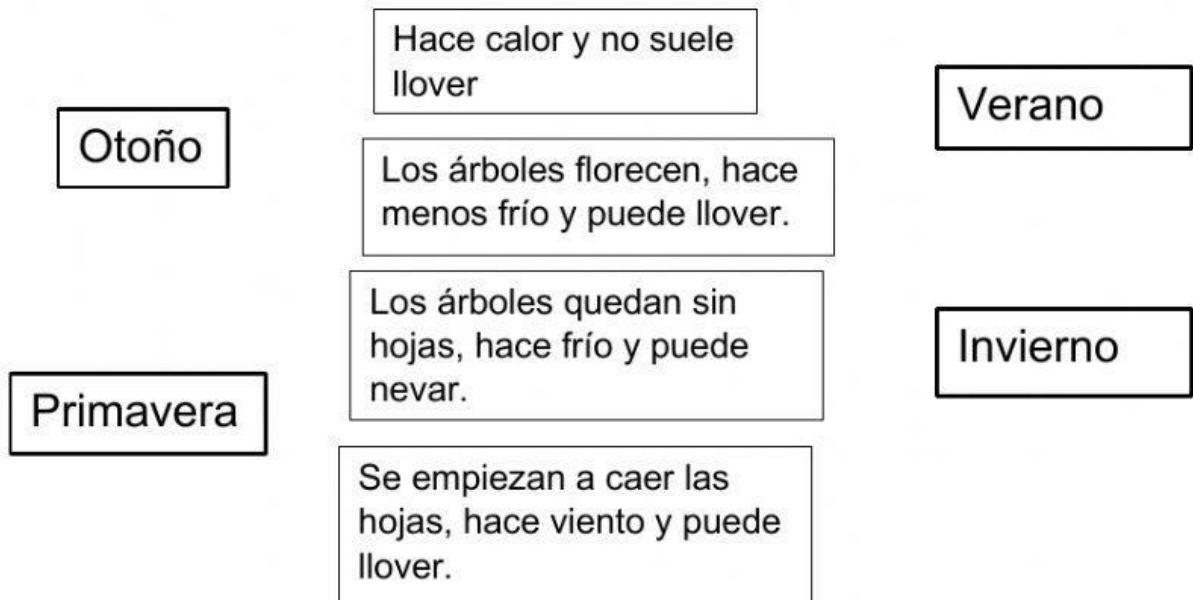 Hace calor y no suele
llover
Verano
Otoño
Los árboles florecen, hace
menos frío y puede llover.
Los árboles quedan sin
hojas, hace frío y puede
nevar.
Invierno
Primavera
Se empiezan a caer las
hojas, hace viento y puede
llover.